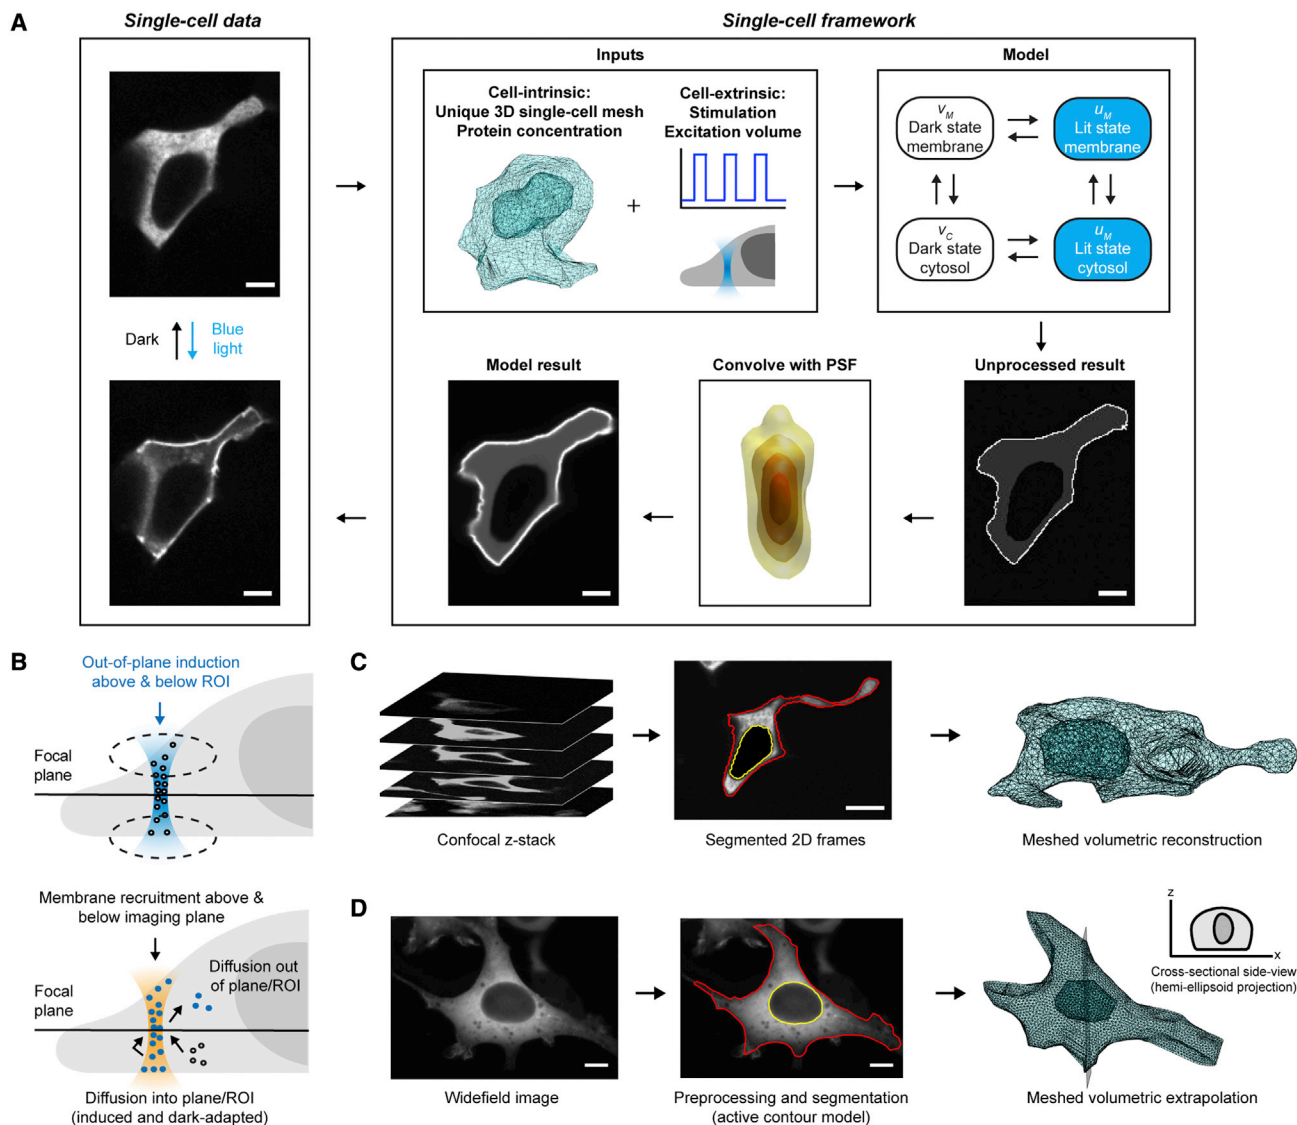 A
Single-cell data
Single-cell framework
Inputs
Model
Cell-intrinsic:
Unique 3D single-cell mesh
Protein concentration
Cell-extrinsic:
Stimulation
Excitation volume
+
vM
Dark state
membrane
uM
Lit state
membrane
vC
Dark state
cytosol
uM
Lit state
cytosol
Dark
Blue
light
Model result
Convolve with PSF
Unprocessed result
B
Out-of-plane induction
above & below ROI
Focal
plane
Membrane recruitment above &
below imaging plane
Diffusion out
of plane/ROI
Focal
plane
Diffusion into plane/ROI
(induced and dark-adapted)
C
Confocal z-stack
Segmented 2D frames
Meshed volumetric reconstruction
D
Widefield image
Preprocessing and segmentation
(active contour model)
z
x
Cross-sectional side-view
(hemi-ellipsoid projection)
Meshed volumetric extrapolation